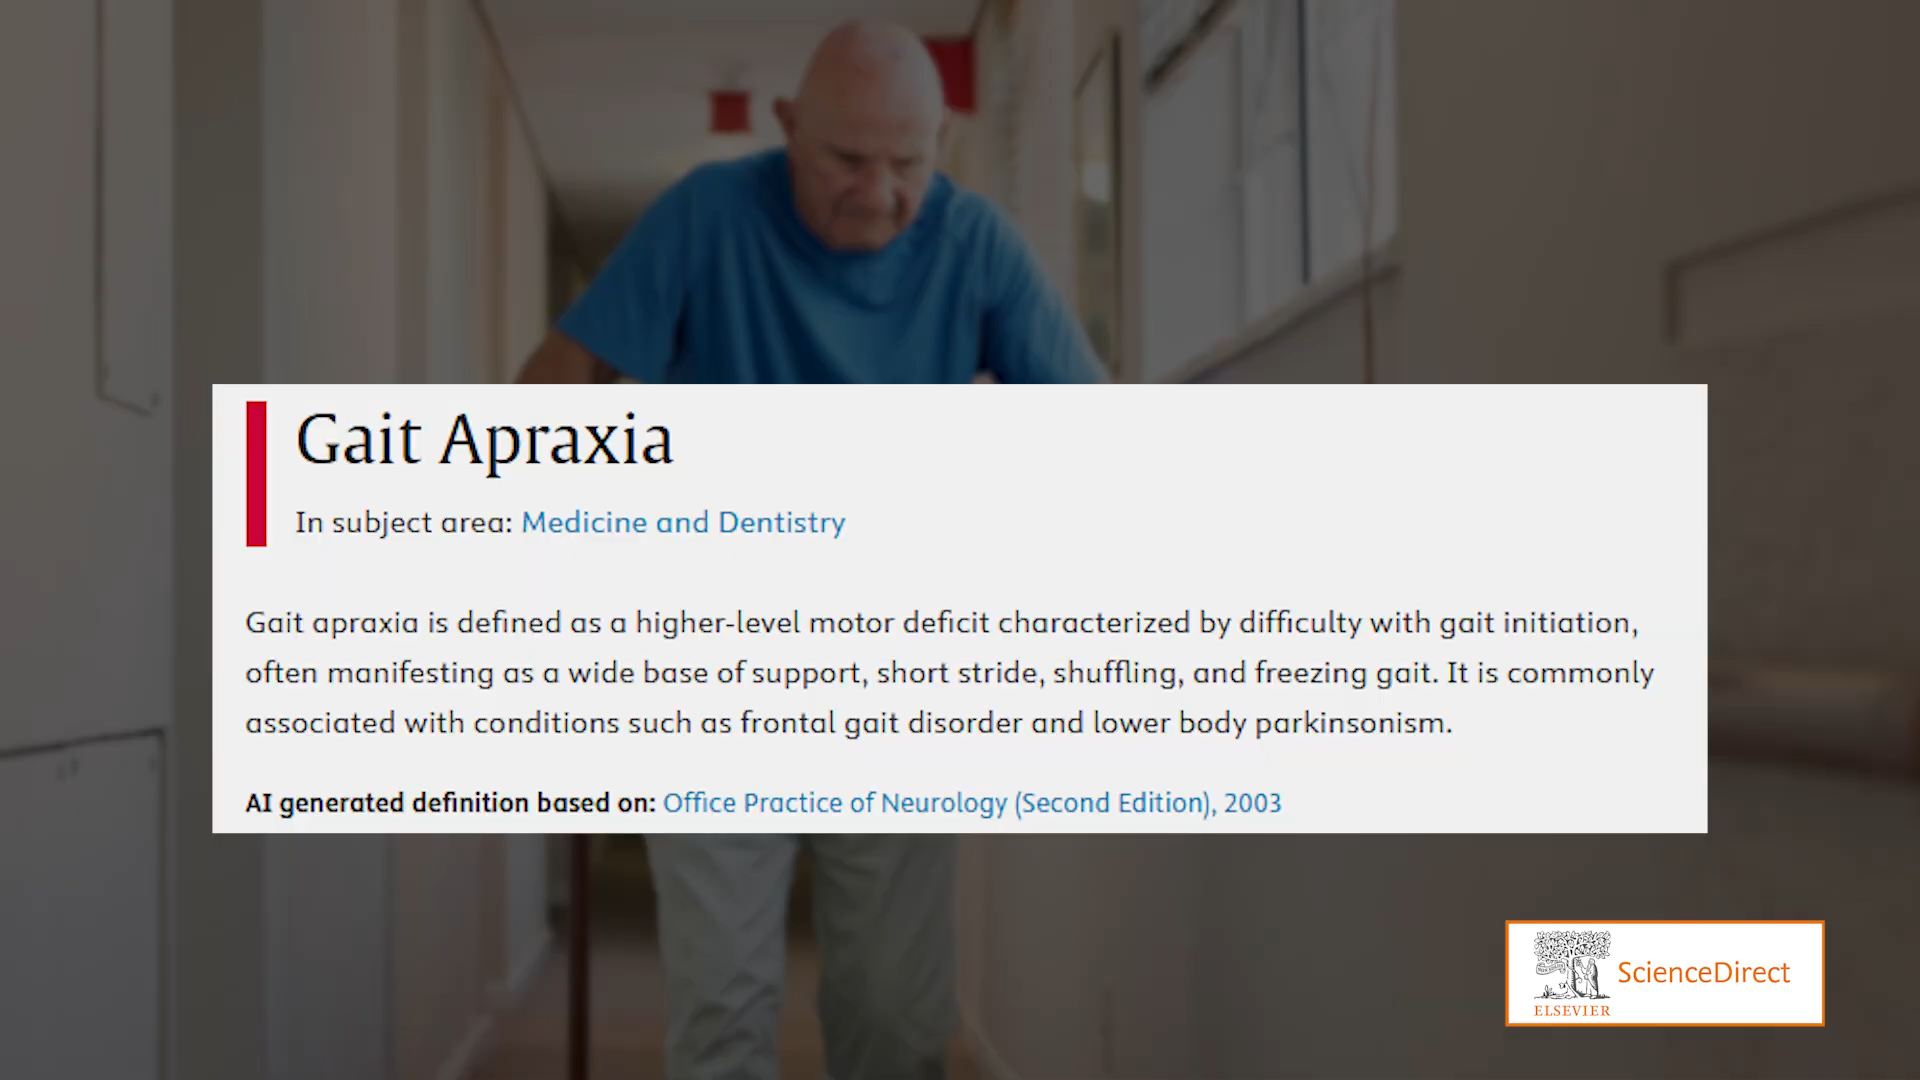 Gait Apraxia
In subject area: Medicine and Dentistry
Gait apraxia is defined as a higher-level motor deficit characterized by difficulty with gait initiation,
often manifesting as a wide base of support, short stride, shuffling, and freezing gait. It is commonly
associated with conditions such as frontal gait disorder and lower body parkinsonism.
AI generated definition based on: Office Practice of Neurology (Second Edition), 2003
ScienceDirect
ELSEVIER